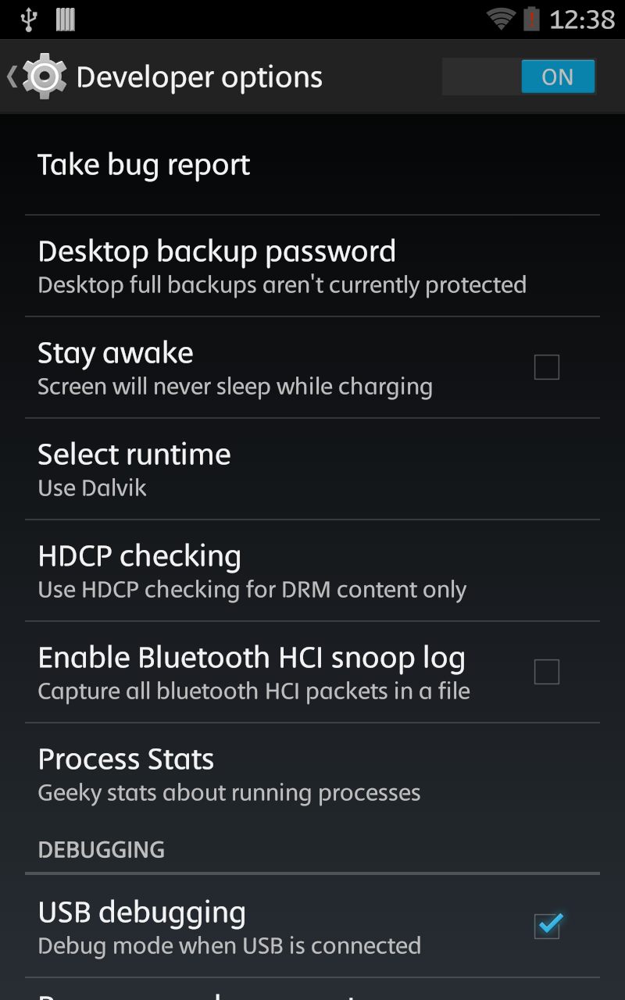 12:38
Developer options
ON
Take bug report
Desktop backup password
Desktop full backups aren't currently protected
Stay awake
Screen will never sleep while charging
Select runtime
Use Dalvik
HDCP checking
Use HDCP checking for DRM content only
Enable Bluetooth HCI snoop log
Capture all bluetooth HCI packets in a file
Process Stats
Geeky stats about running processes
DEBUGGING
USB debugging
Debug mode when USB is connected